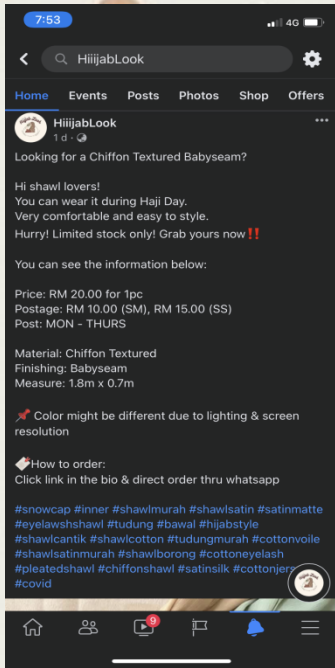 7:53
4G
HiiijabLook
Home Events Posts Photos Shop Offers
HiiijabLook
1 d ·
Looking for a Chiffon Textured Babyseam?
Hi shawl lovers!
You can wear it during Haji Day.
Very comfortable and easy to style.
Hurry! Limited stock only! Grab yours now‼️
You can see the information below:
Price: RM 20.00 for 1pc
Postage: RM 10.00 (SM), RM 15.00 (SS)
Post: MON - THURS
Material: Chiffon Textured
Finishing: Babyseam
Measure: 1.8m x 0.7m
📌 Color might be different due to lighting & screen
resolution
How to order:
Click link in the bio & direct order thru whatsapp
#snowcap #inner #shawlmurah #shawlsatin #satinmatte
#eyelawshshawl #tudung #bawal #hijabstyle
#shawlcantik #shawlcotton #tudungmurah #cottonvoile
#shawlsatinmurah #shawlborong #cottoneyelash
#pleatedshawl #chiffonshawl #satinsilk #cottonjers
#covid
9